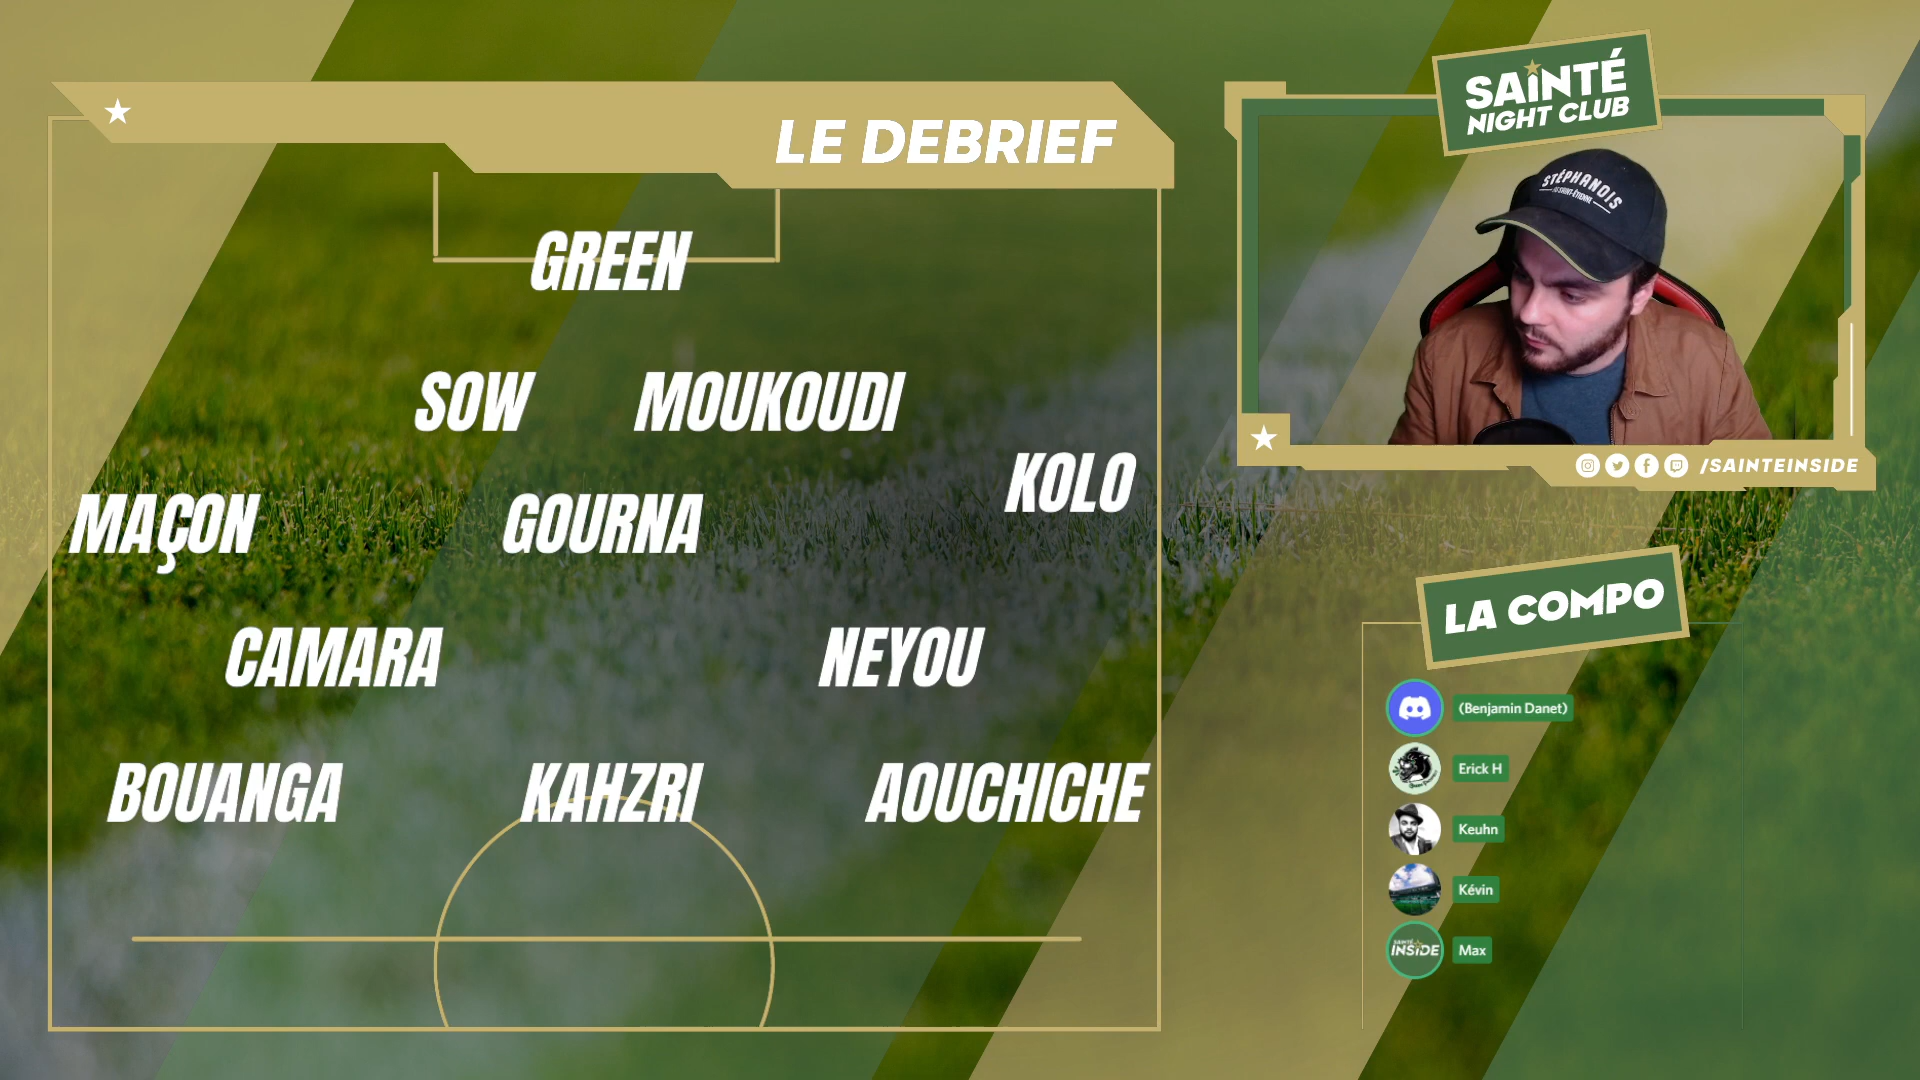 LE DEBRIEF
GREEN
SOW MOUKOUDI
KOLO
MAÇON GOURNA
CAMARA NEYOU
BOUANGA KAHZRI AOUCHICHE
SAINTÉ
NIGHT CLUB
STÉPHANOIS
/SAINTEINSIDE
LA COMPO
(Benjamin Danet)
Erick H
Keuhn
Kévin
INSIDE
Max